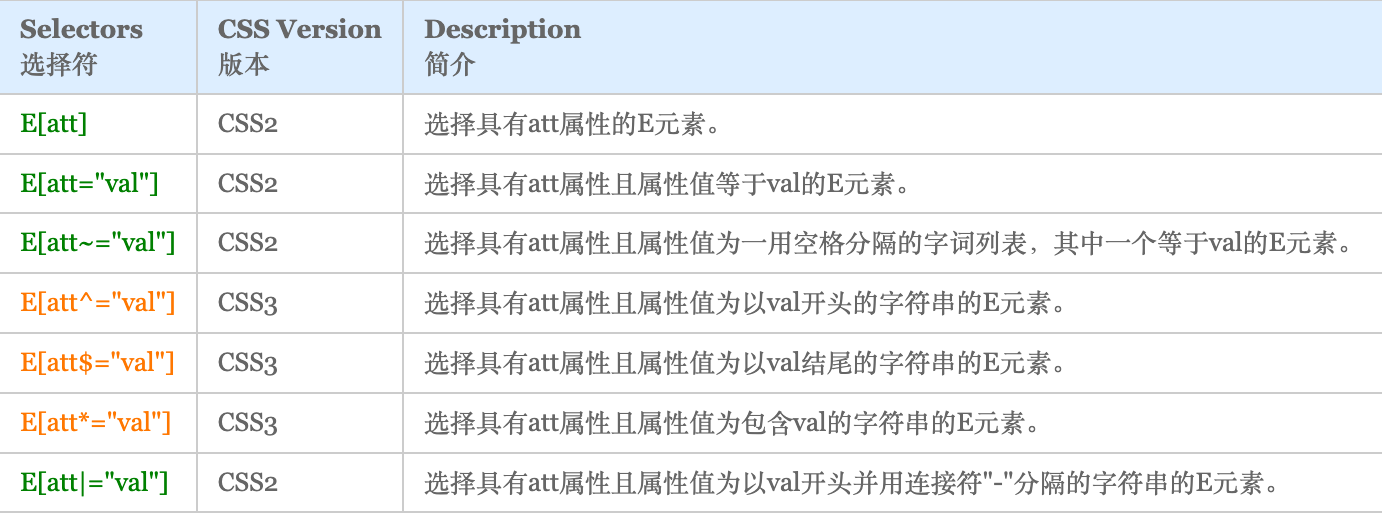 Selectors CSS Version Description
选择符 版本 简介
E[att] CSS2 选择具有att属性的E元素。
E[att="val"] CSS2 选择具有att属性且属性值等于val的E元素。
E[att~="val"] CSS2 选择具有att属性且属性值为一用空格分隔的字词列表，其中一个等于val的E元素。
E[att^="val"] CSS3 选择具有att属性且属性值为以val开头的字符串的E元素。
E[att$="val"] CSS3 选择具有att属性且属性值为以val结尾的字符串的E元素。
E[att*="val"] CSS3 选择具有att属性且属性值为包含val的字符串的E元素。
E[att|="val"] CSS2 选择具有att属性且属性值为以val开头并用连接符"-"分隔的字符串的E元素。